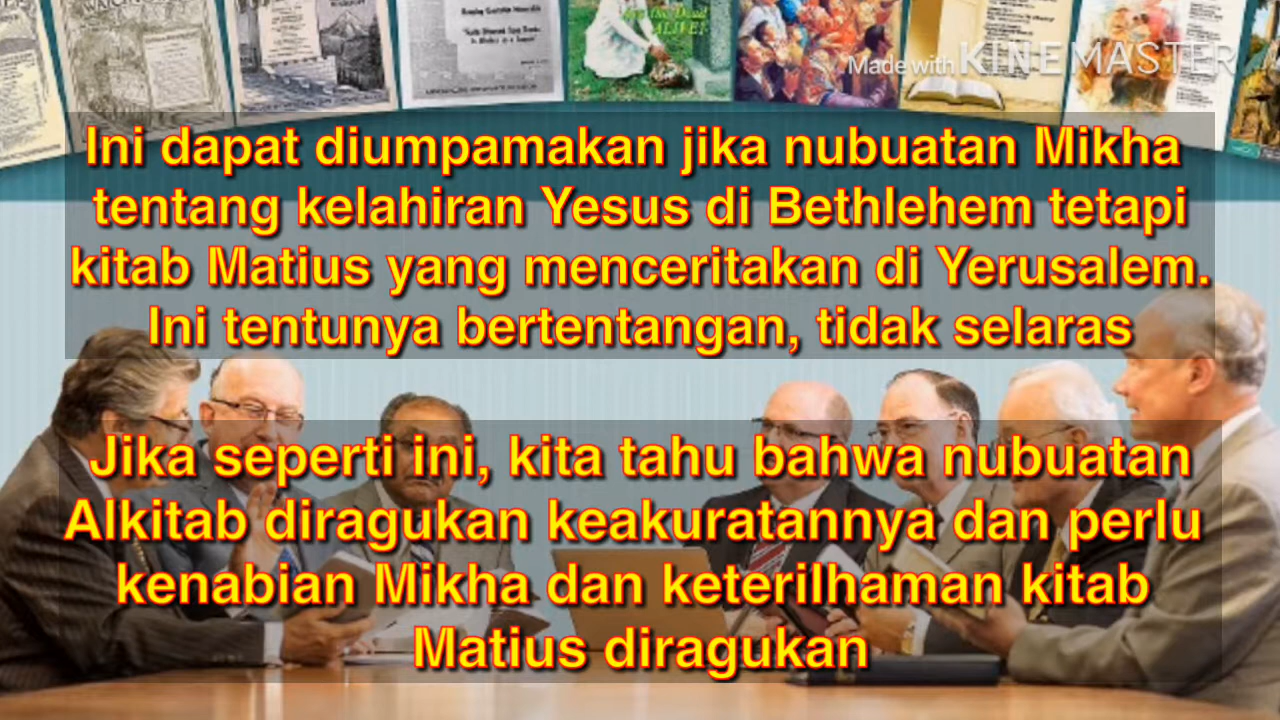 Made with KINEMASTER
Ini dapat diumpamakan jika nubuatan Mikha
tentang kelahiran Yesus di Bethlehem tetapi
kitab Matius yang menceritakan di Yerusalem.
Ini tentunya bertentangan, tidak selaras
Jika seperti ini, kita tahu bahwa nubuatan
Alkitab diragukan keakuratannya dan perlu
kenabian Mikha dan keterilhaman kitab
Matius diragukan